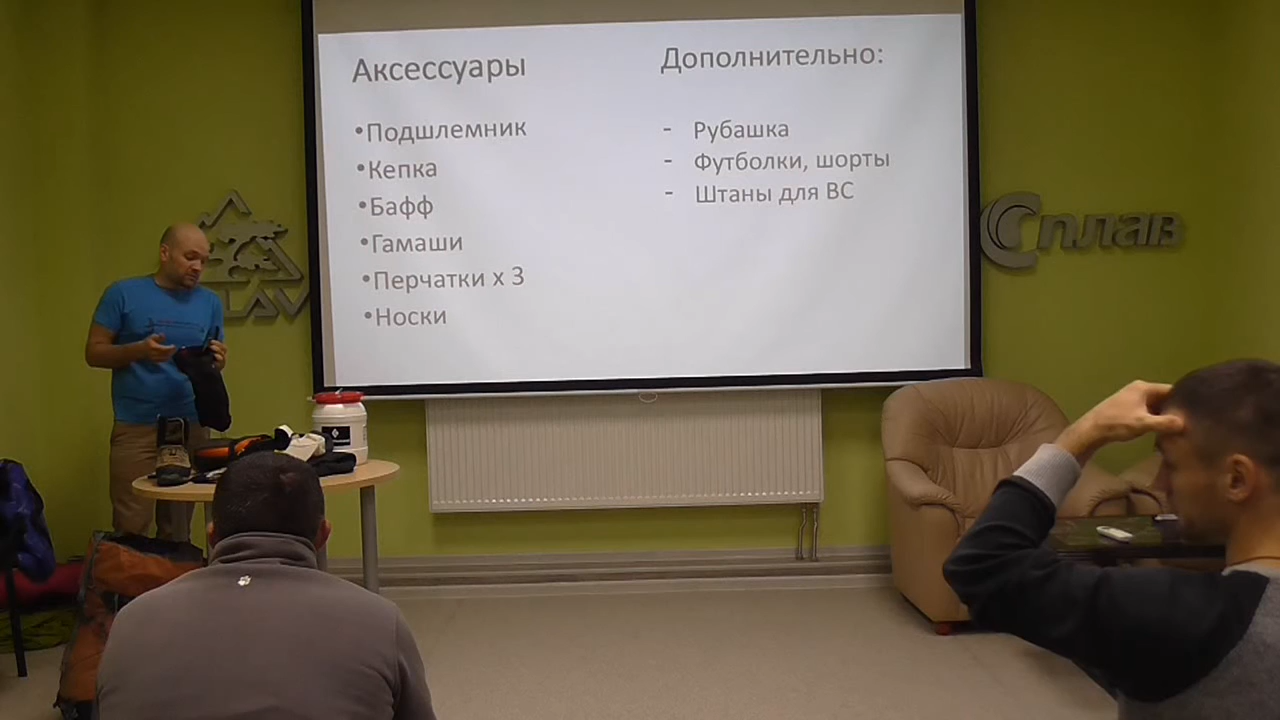 Аксессуары
•Подшлемник
•Кепка
•Бафф
•Гамаши
•Перчатки х 3
•Носки
Дополнительно:
- Рубашка
- Футболки, шорты
- Штаны для ВС
Сплав